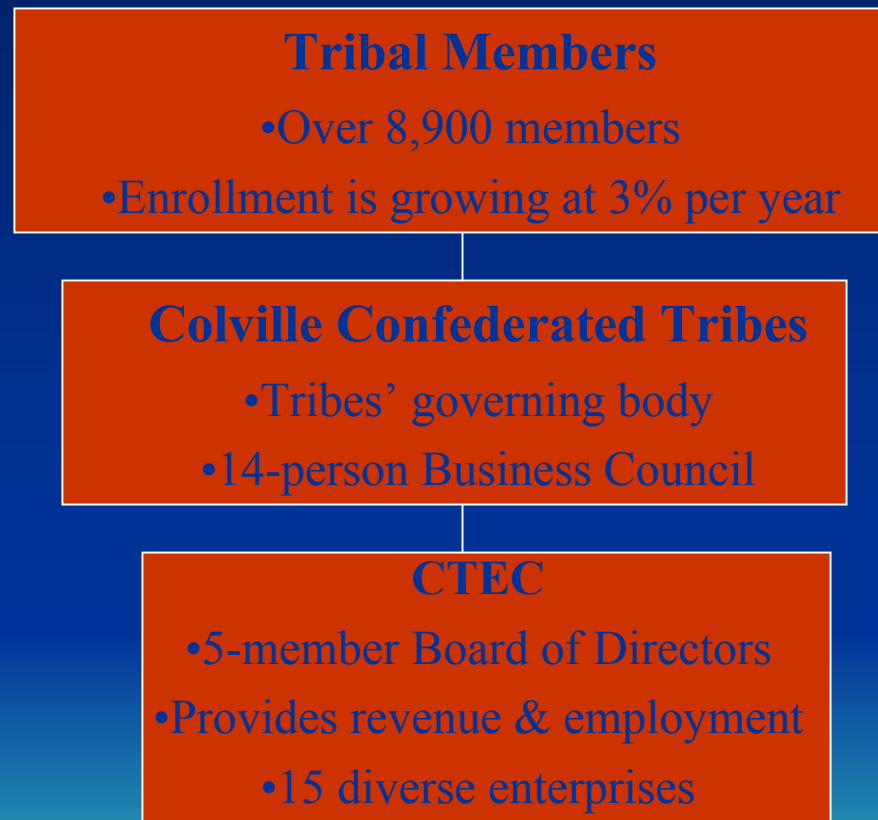 Tribal Members
•Over 8,900 members
•Enrollment is growing at 3% per year
Colville Confederated Tribes
•Tribes’ governing body
•14-person Business Council
CTEC
•5-member Board of Directors
•Provides revenue & employment
•15 diverse enterprises